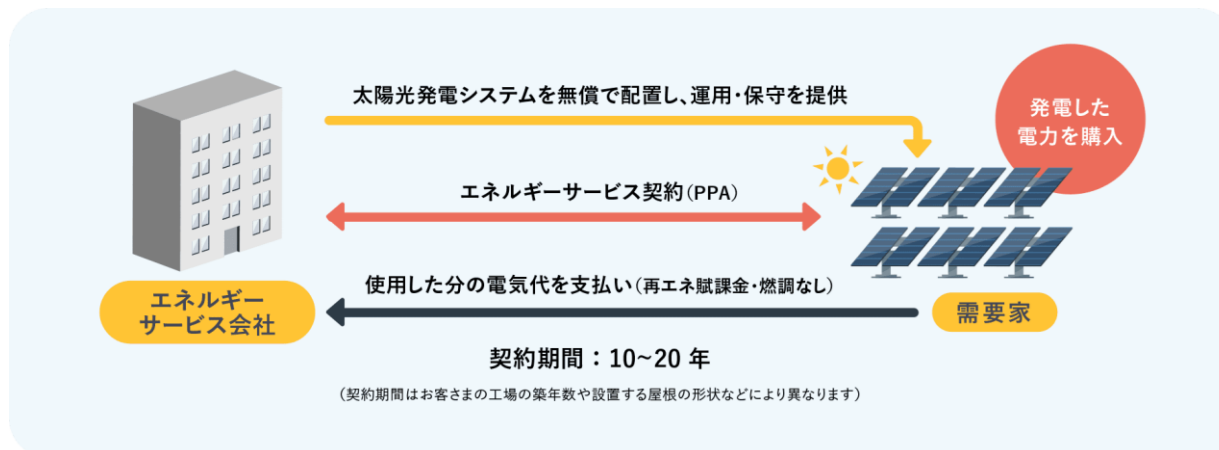 太陽光発電システムを無償で配置し、運用・保守を提供
発電した
電力を購入
エネルギーサービス契約(PPA)
使用した分の電気代を支払い(再エネ賦課金・燃調なし)
エネルギー
サービス会社
需要家
契約期間：10~20 年
(契約期間はお客さまの工場の築年数や設置する屋根の形状などにより異なります)